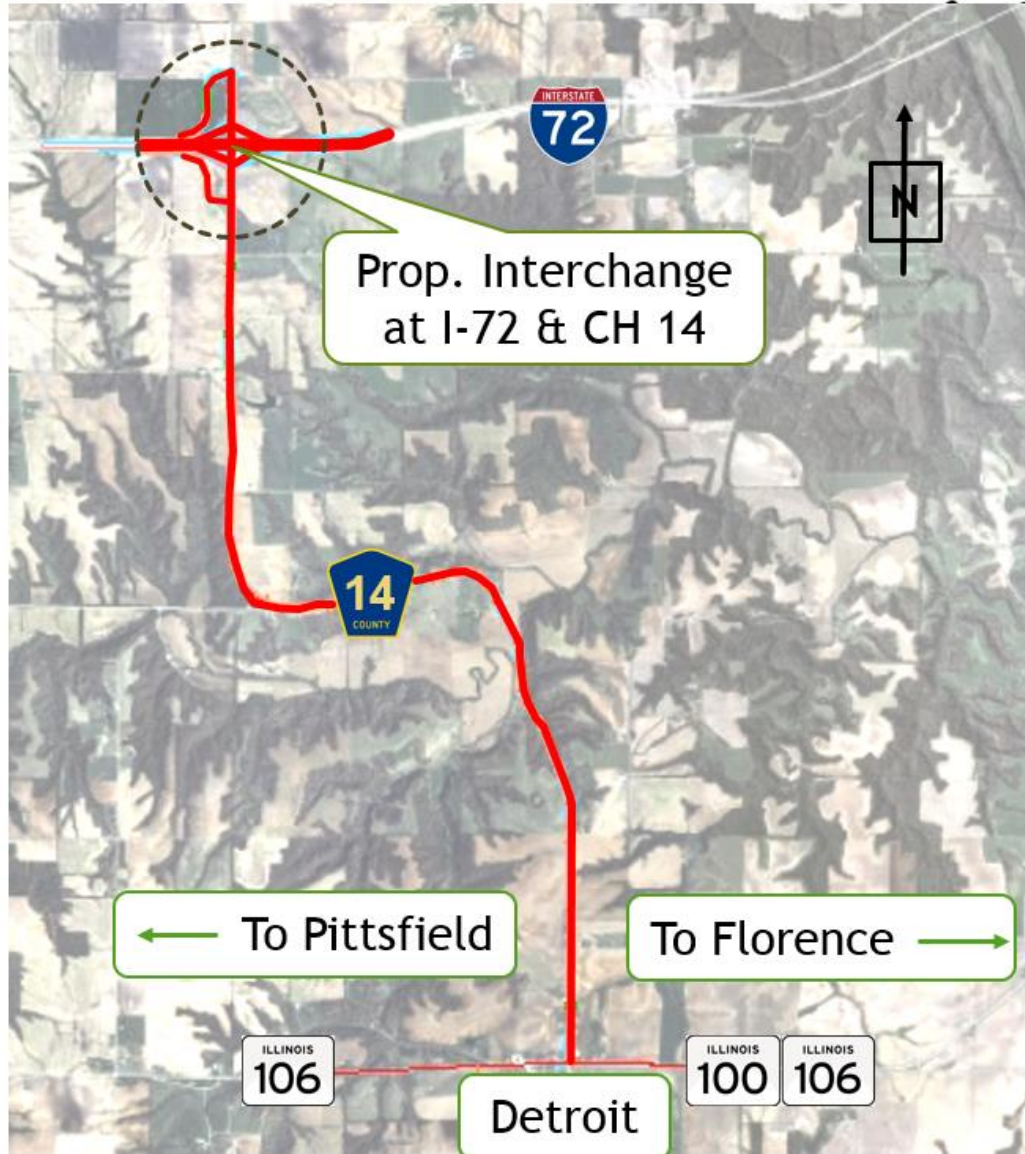 INTERSTATE
72
N
Prop. Interchange
at I-72 & CH 14
14
COUNTY
← To Pittsfield
To Florence →
ILLINOIS
106
ILLINOIS
100
ILLINOIS
106
Detroit